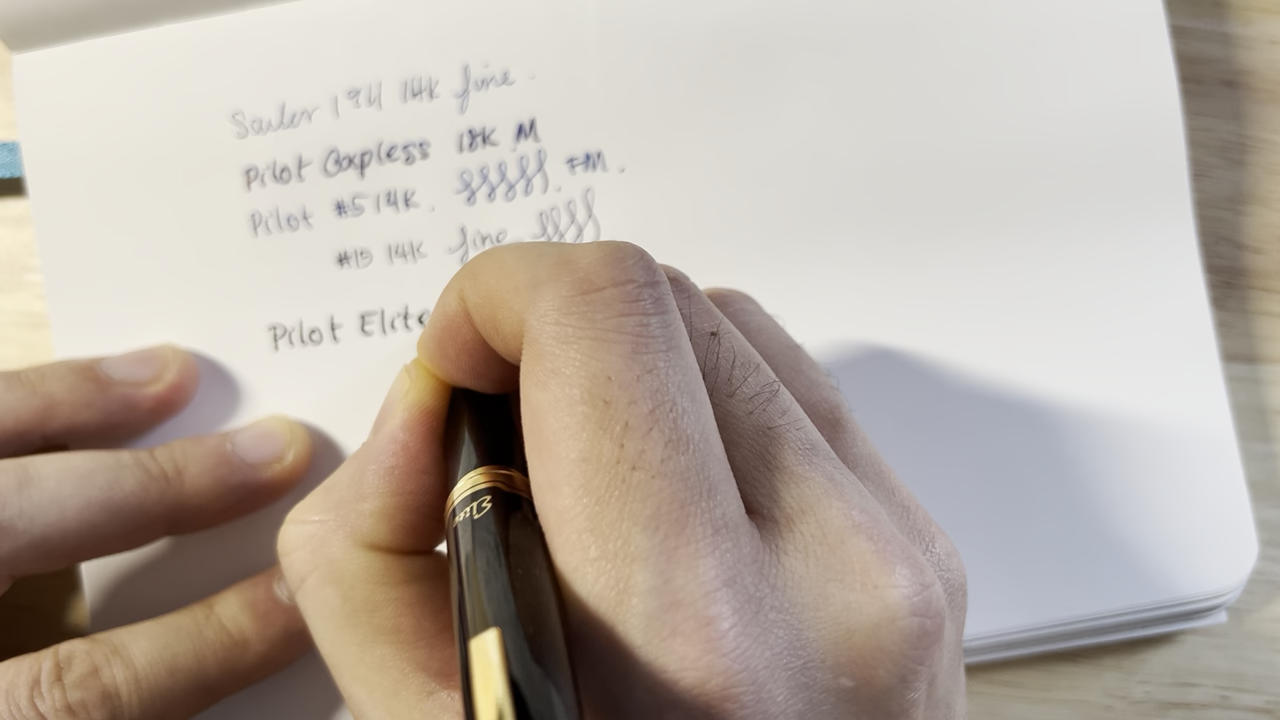 Sailor 1911 14K fine.
Pilot Capless 18K M
Pilot #5 14K. FM.
#15 14K fine
Pilot Elite